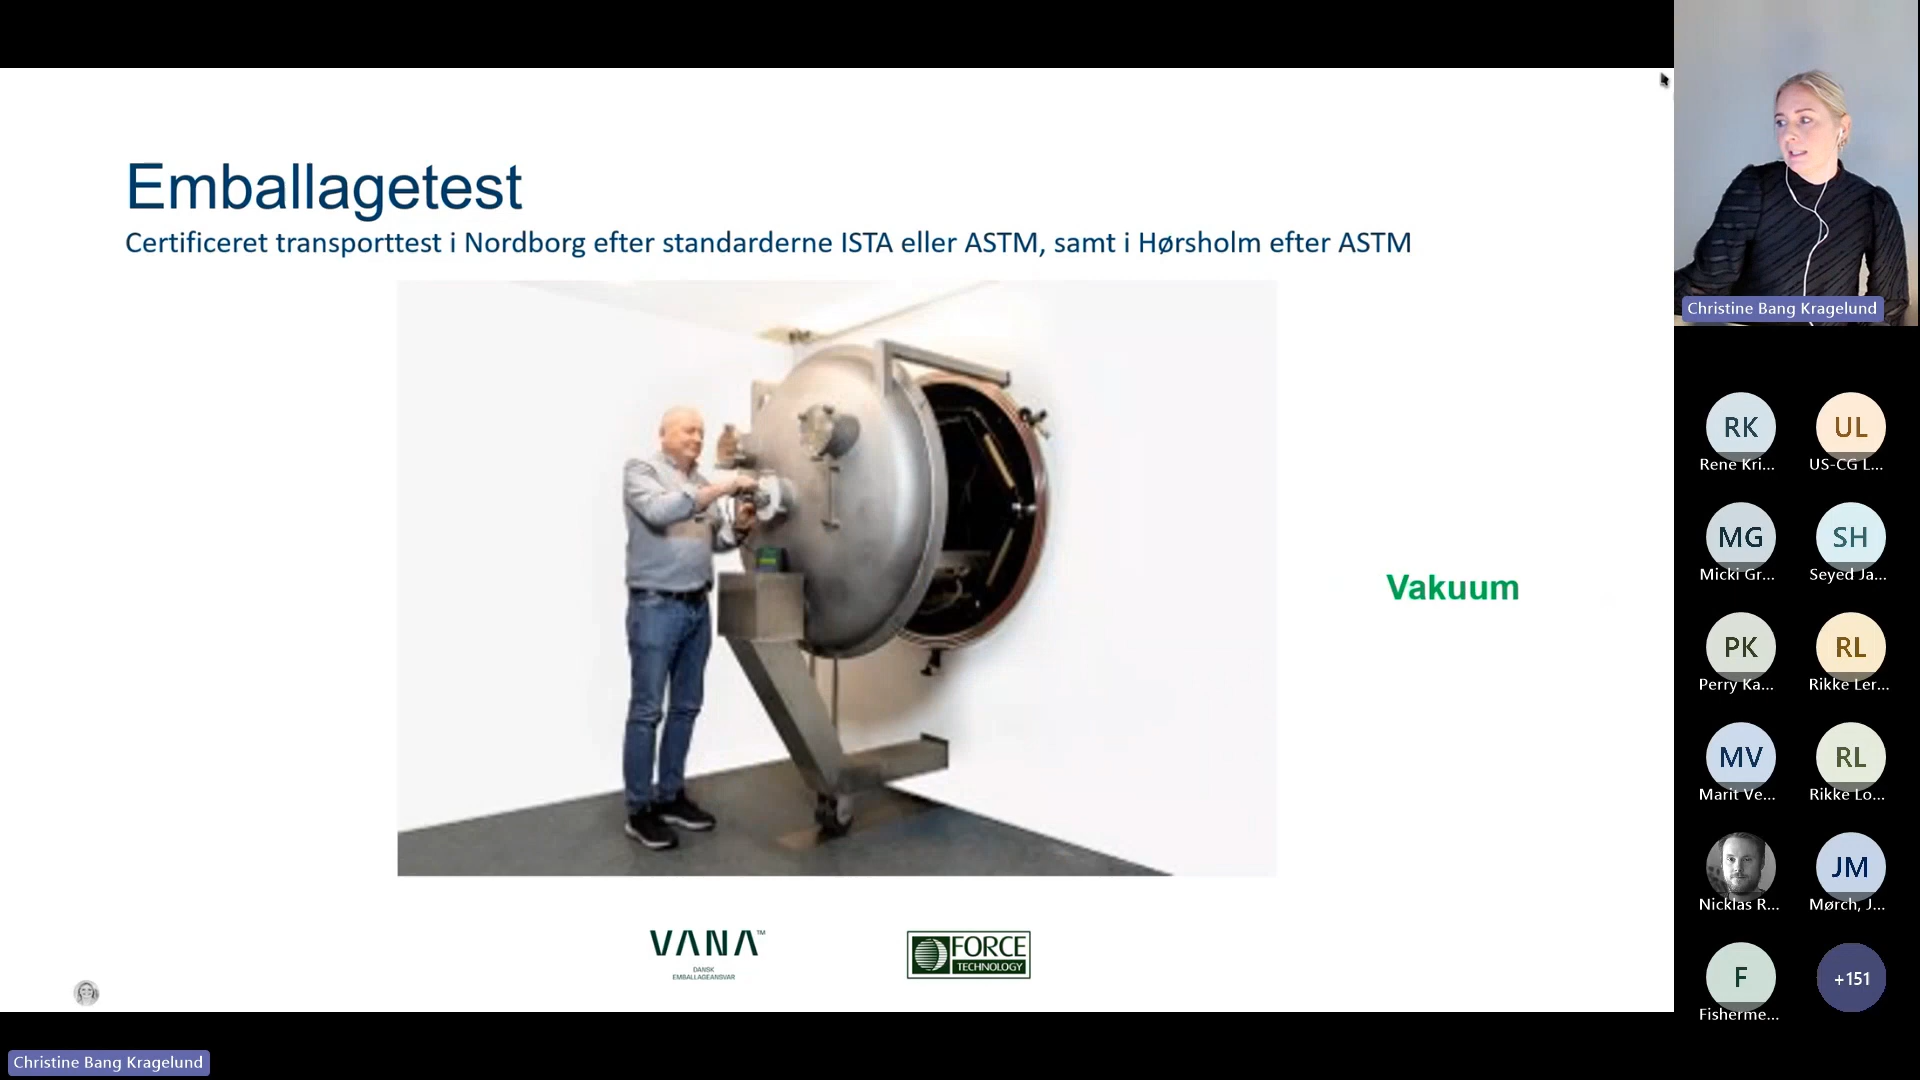 Emballagetest
Certificeret transporttest i Nordborg efter standarderne ISTA eller ASTM, samt i Hørsholm efter ASTM
Vakuum
VANA™
DANSK
EMBALLAGEANSVAR
FORCE
TECHNOLOGY
Christine Bang Kragelund
Christine Bang Kragelund
RK
UL
Rene Kri...
US-CG L...
MG
SH
Micki Gr...
Seyed Ja...
PK
RL
Perry Ka...
Rikke Ler...
MV
RL
Marit Ve...
Rikke Lo...
JM
Nicklas R...
Mørch, J...
F
+151
Fisherme...